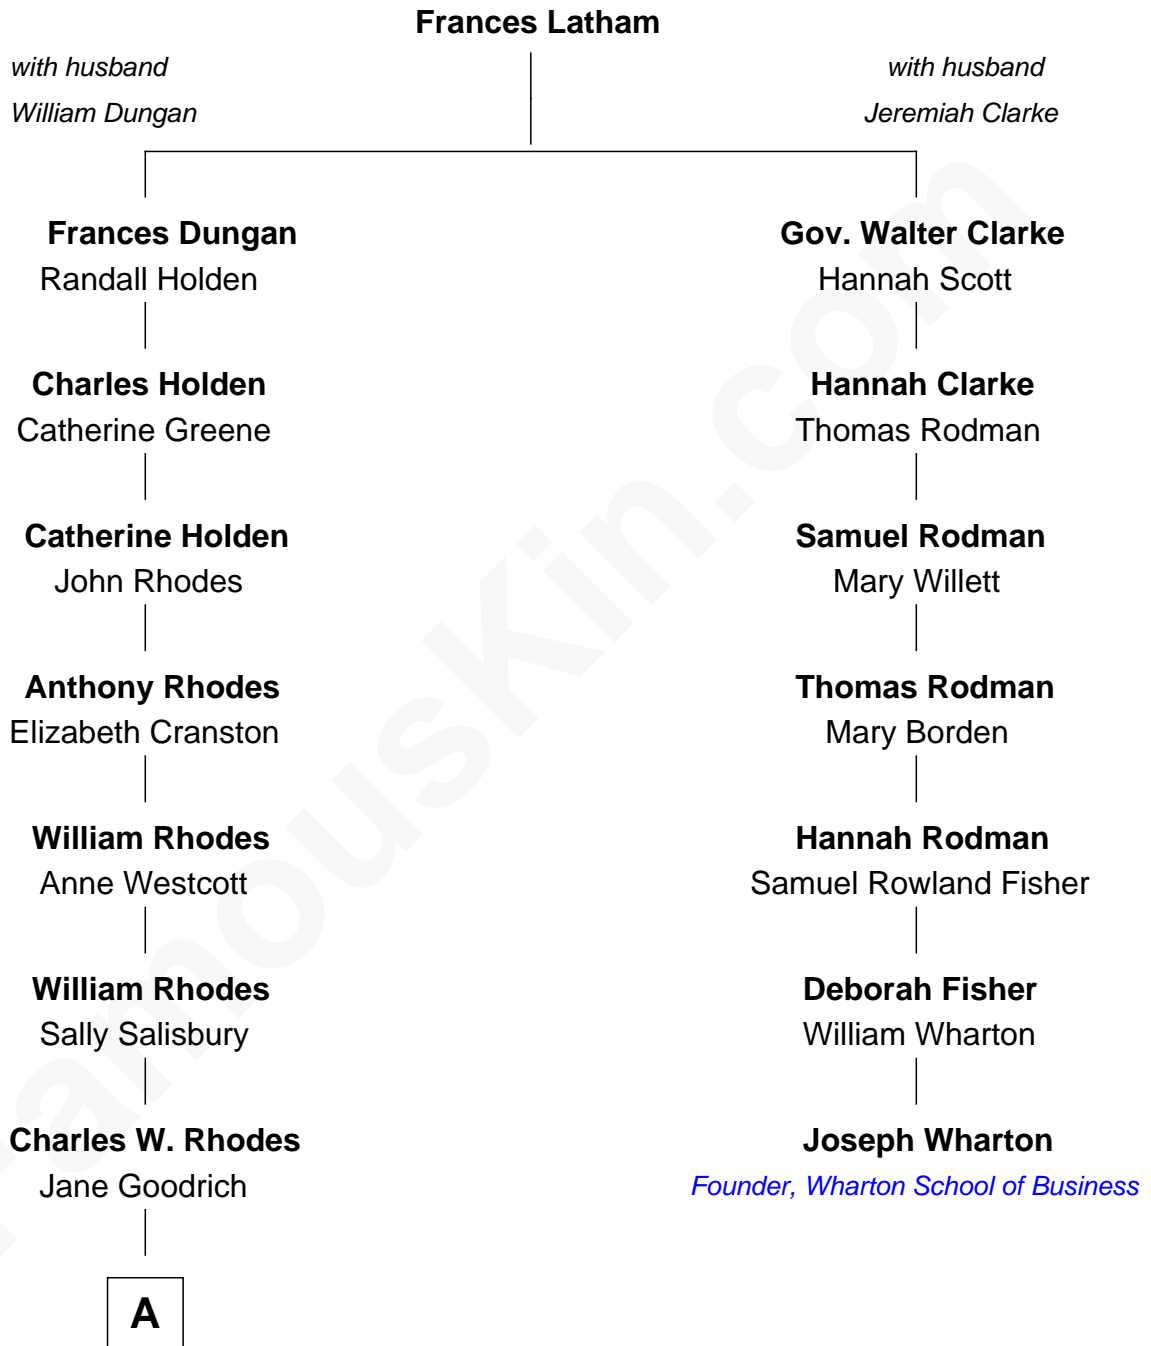 Frances Latham
with husband
William Dungan
with husband
Jeremiah Clarke
Frances Dungan
Randall Holden
Gov. Walter Clarke
Hannah Scott
Charles Holden
Catherine Greene
Hannah Clarke
Thomas Rodman
Catherine Holden
John Rhodes
Samuel Rodman
Mary Willett
Anthony Rhodes
Elizabeth Cranston
Thomas Rodman
Mary Borden
William Rhodes
Anne Westcott
Hannah Rodman
Samuel Rowland Fisher
William Rhodes
Sally Salisbury
Deborah Fisher
William Wharton
Charles W. Rhodes
Jane Goodrich
Joseph Wharton
Founder, Wharton School of Business
A
FamousKin.com